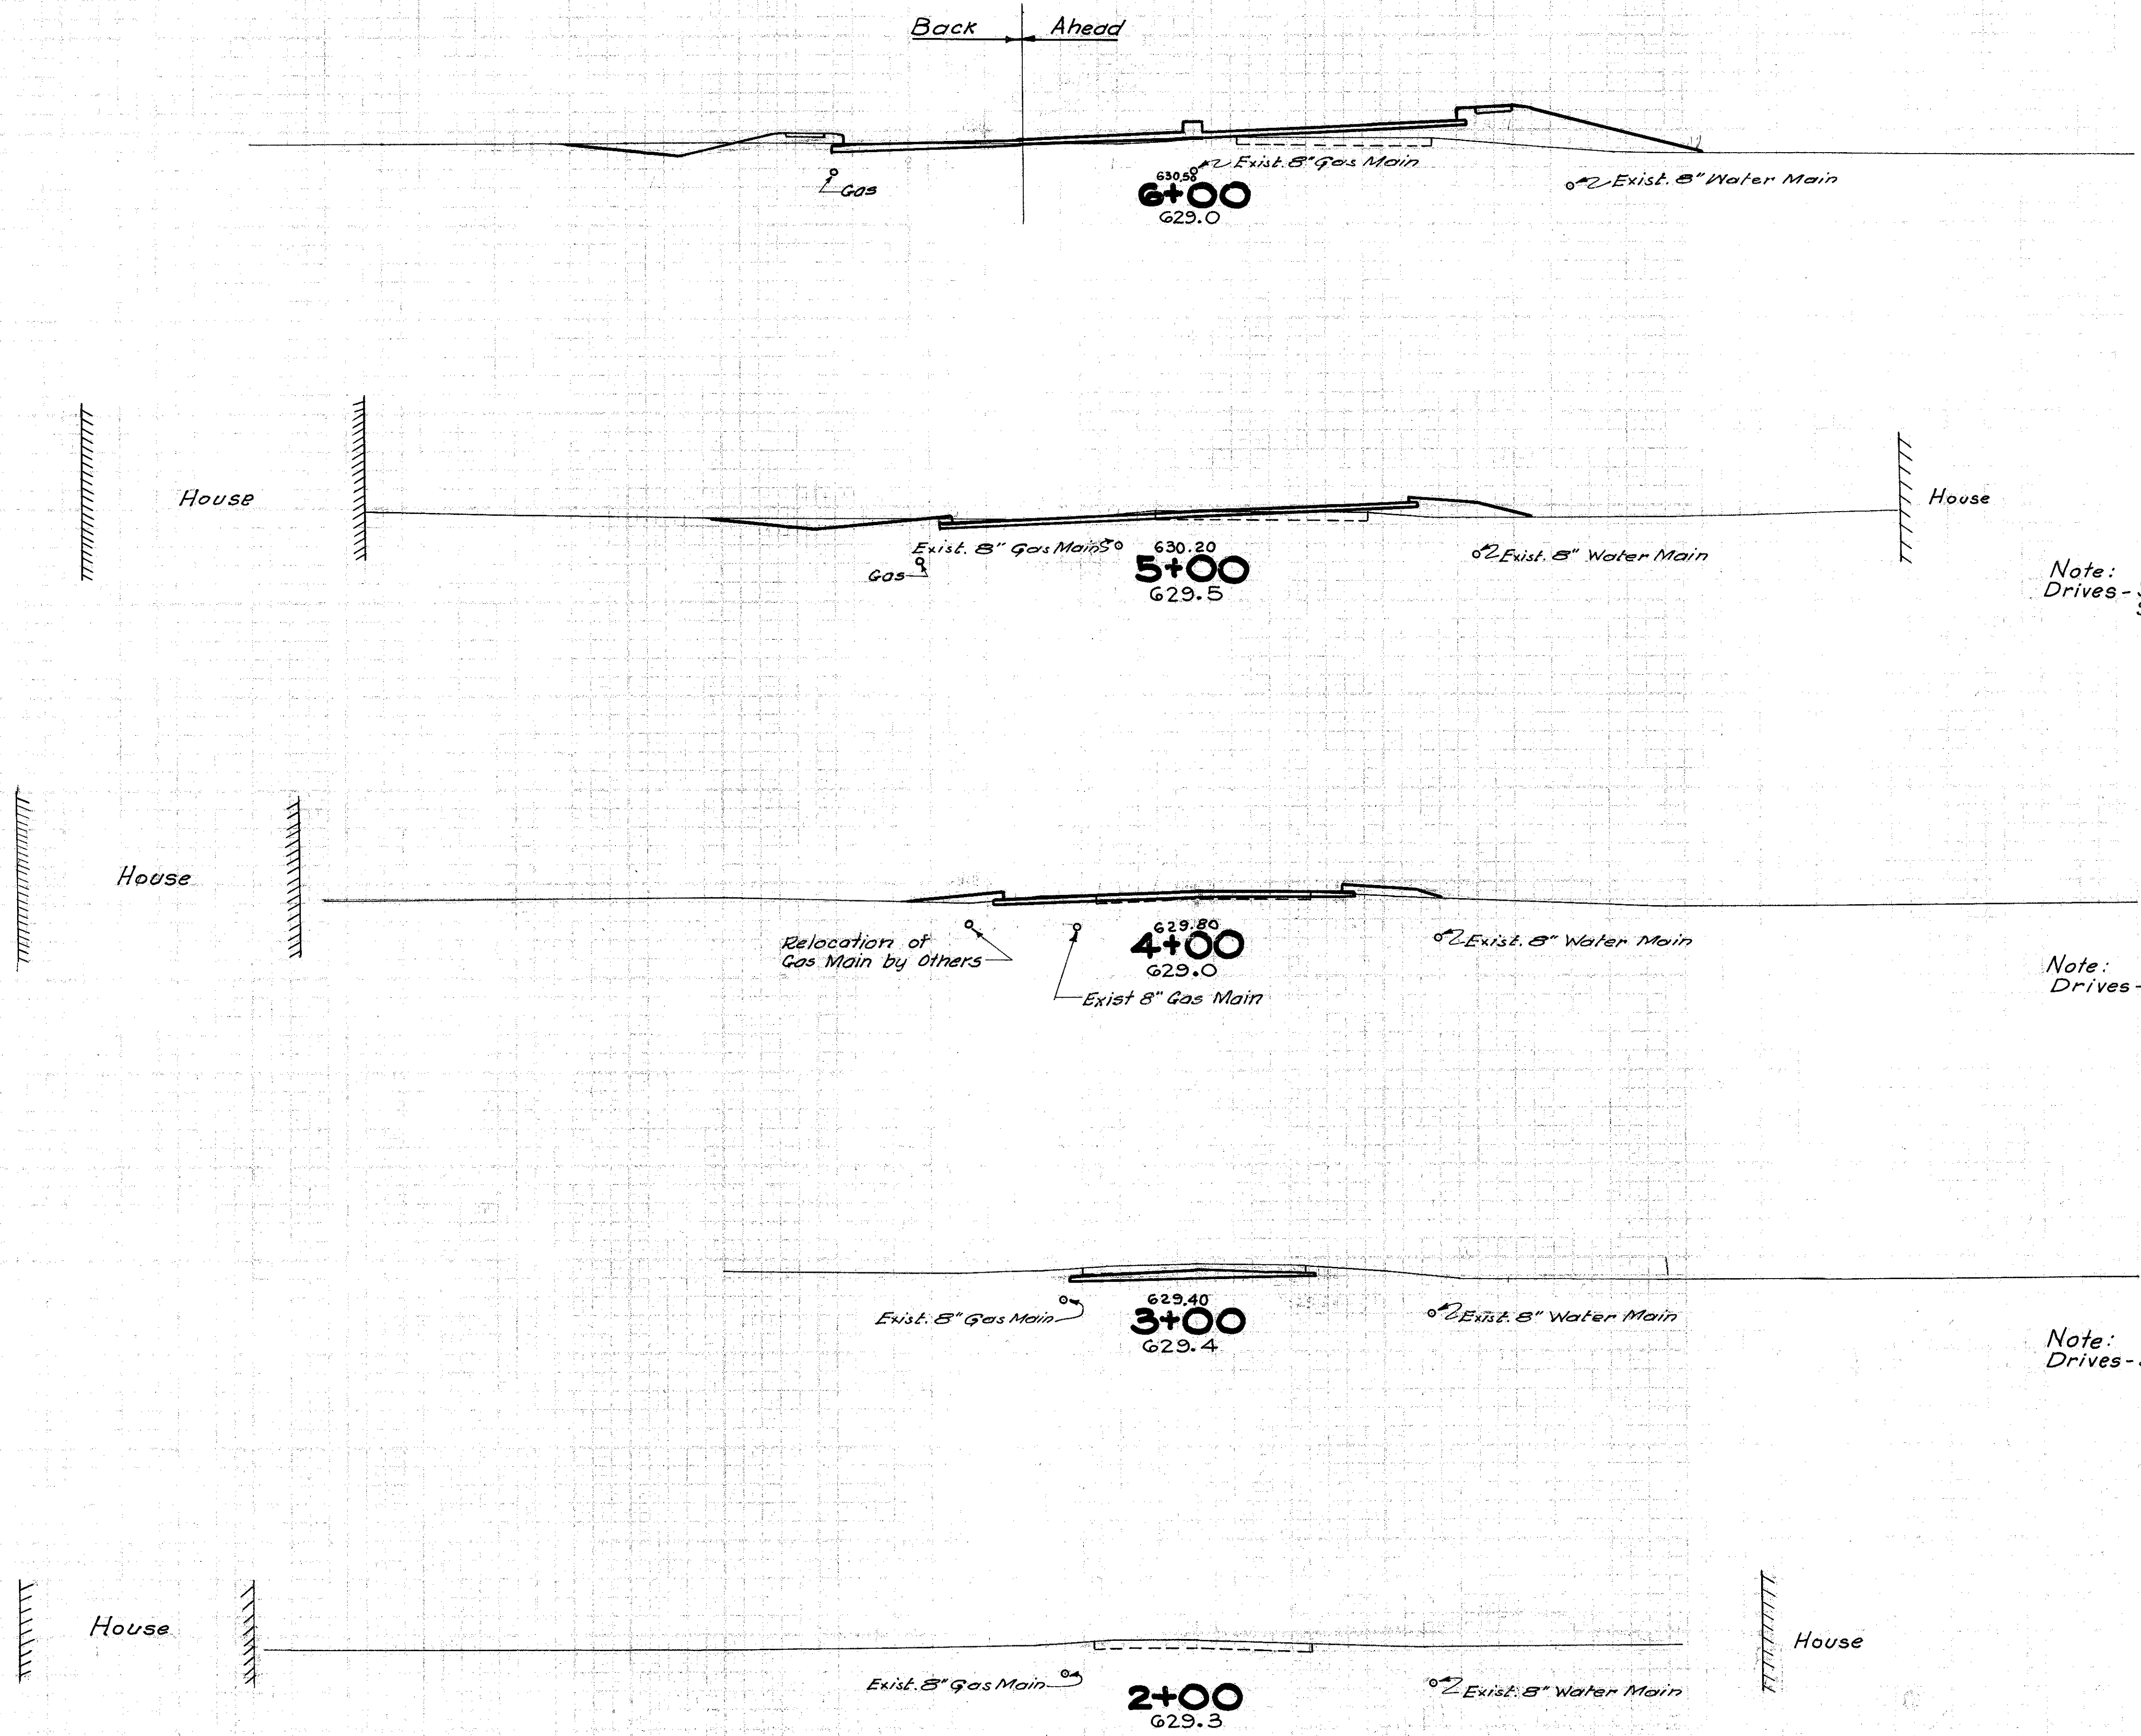 Back Ahead
Exist. 8" Gas Main
Gas
630.50
6+00
629.0
Exist. 8" Water Main
House
House
Exist. 8" Gas Main
630.20
Exist. 8" Water Main
Gas
5+00
629.5
Note:
Drives-
House
629.80
Relocation of
Gas Main by Others
4+00
Exist. 8" Water Main
629.0
Exist 8" Gas Main
Note:
Drives-
629.40
Exist. 8" Gas Main
3+00
Exist. 8" Water Main
629.4
Note:
Drives-
House
House
Exist. 8" Gas Main
2+00
Exist. 8" Water Main
629.3